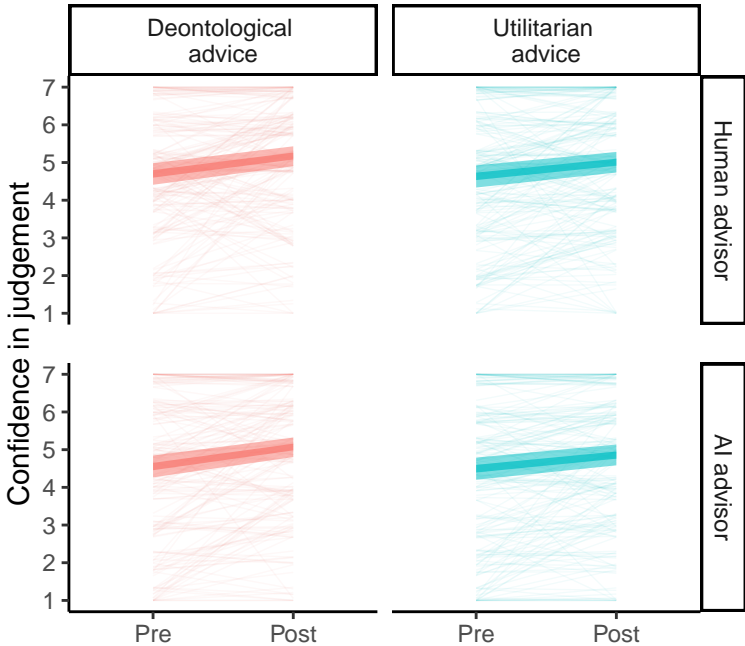 Deontological
advice
Utilitarian
advice
Confidence in judgement
7
6
5
4
3
2
1
Human advisor
7
6
5
4
3
2
1
AI advisor
Pre
Post
Pre
Post